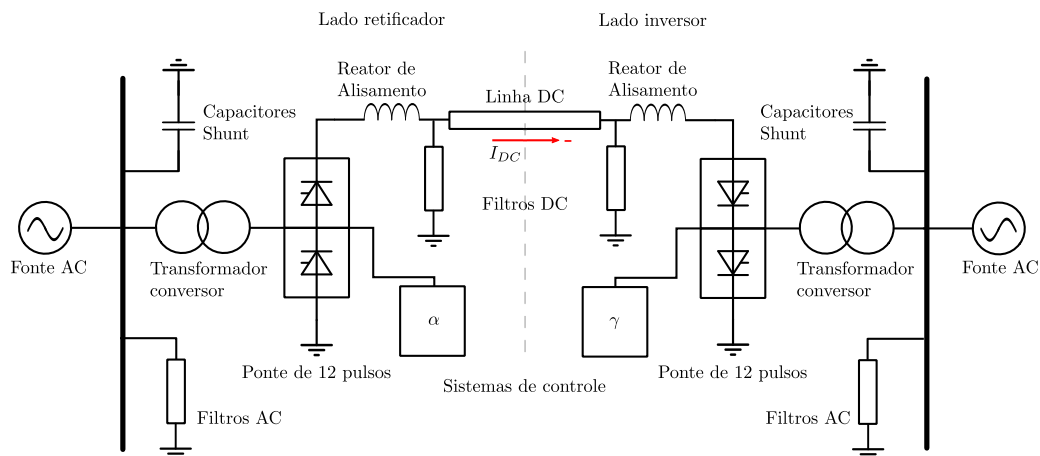 Lado retificador
Lado inversor
Reator de
Alisamento
Reator de
Alisamento
Linha DC
Capacitores
Shunt
Capacitores
Shunt
I_{DC}
Filtros DC
Fonte AC
Transformador
conversor
Transformador
conversor
Fonte AC
α
γ
Ponte de 12 pulsos
Ponte de 12 pulsos
Sistemas de controle
Filtros AC
Filtros AC